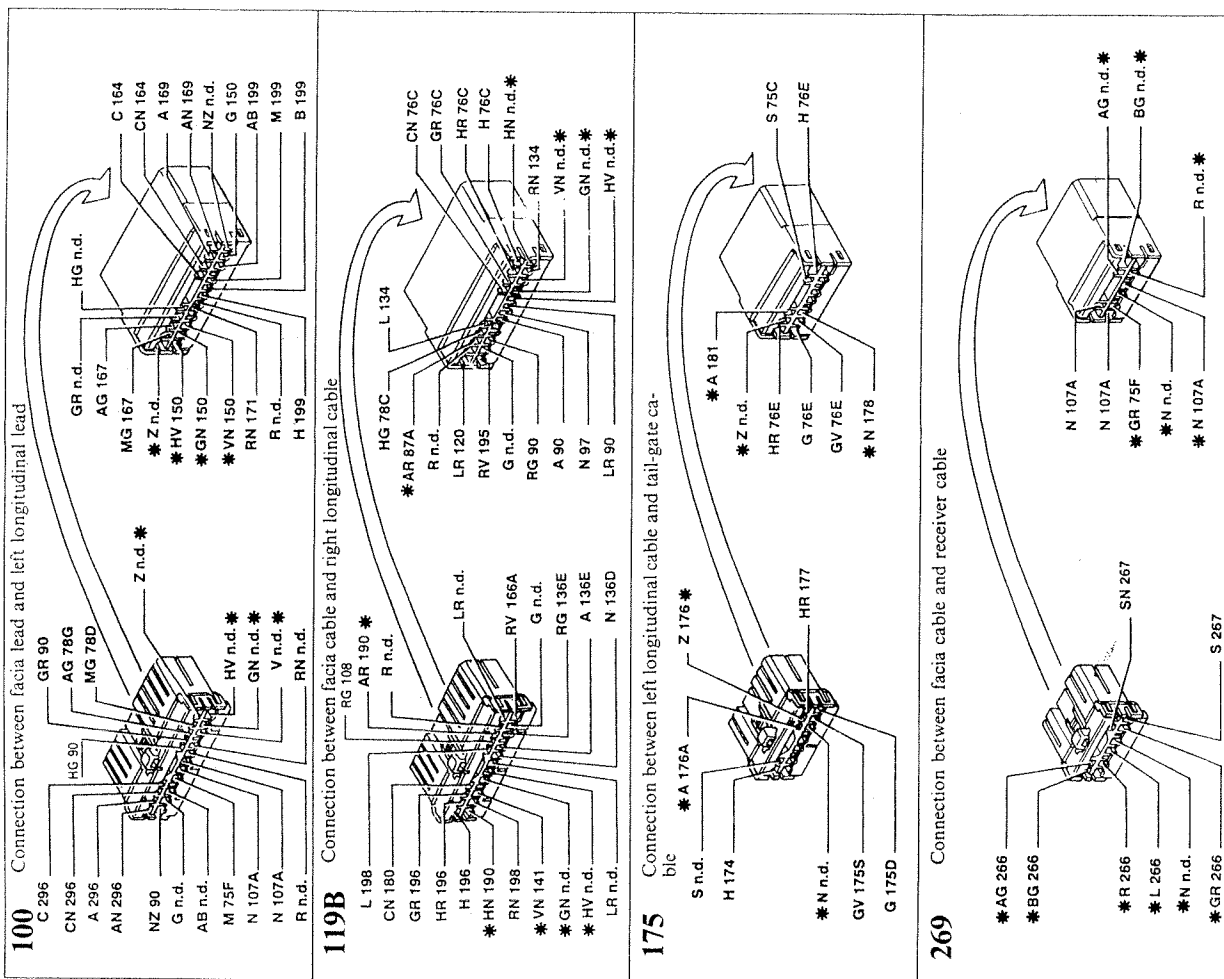 100 Connection between facia lead and left longitudinal lead
C 296
CN 296
A 296
AN 296
NZ 90
G n.d.
AB n.d.
M 75F
N 107A
N 107A
R n.d.
HG 90
GR 90
AG 78G
MG 78D
Z n.d. ✱
HV n.d. ✱
GN n.d. ✱
V n.d. ✱
RN n.d.
GR n.d.
HG n.d.
AG 167
MG 167
✱ Z n.d.
✱ HV 150
✱ GN 150
✱ VN 150
RN 171
R n.d.
H 199
C 164
CN 164
A 169
AN 169
NZ n.d.
G 150
AB 199
M 199
B 199
119B Connection between facia cable and right longitudinal cable
L 198
CN 180
GR 196
HR 196
H 196
✱ HN 190
RN 198
✱ VN 141
✱ GN n.d.
✱ HV n.d.
LR n.d.
RG 108
AR 190 ✱
R n.d.
LR n.d.
RV 166A
G n.d.
RG 136E
A 136E
N 136D
HG 78C
L 134
✱ AR 87A
R n.d.
LR 120
RV 195
G n.d.
RG 90
A 90
N 97
LR 90
CN 76C
GR 76C
HR 76C
H 76C
HN n.d. ✱
RN 134
VN n.d. ✱
GN n.d. ✱
HV n.d. ✱
175 Connection between left longitudinal cable and tail-gate ca-
ble
S n.d.
H 174
✱ A 176A
Z 176 ✱
HR 177
✱ N n.d.
GV 175S
G 175D
✱ A 181
✱ Z n.d.
HR 76E
G 76E
GV 76E
✱ N 178
S 75C
H 76E
269 Connection between facia cable and receiver cable
✱ AG 266
✱ BG 266
✱ R 266
✱ L 266
✱ N n.d.
✱ GR 266
SN 267
S 267
N 107A
N 107A
✱ GR 75F
✱ N n.d.
✱ N 107A
AG n.d. ✱
BG n.d. ✱
R n.d. ✱